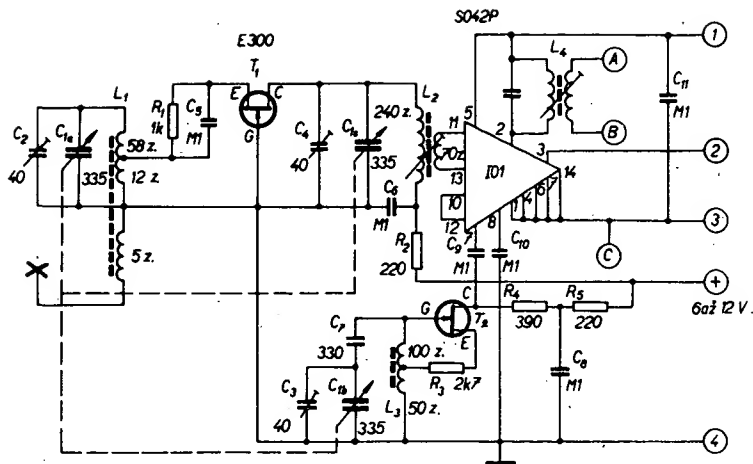 S042P
E300
T1
L4
A
B
1
L1
E
C
G
R1
1k
C5
M1
L2
240 z.
C2
40
C1a
335
58 z.
12 z.
5 z.
C4
40
C1c
335
C6
M1
R2
220
70z
11
5
2
3
14
13
10
12
7
8
1
4
6
7
IO1
C11
M1
2
3
C
C9
M1
C10
M1
+
6až 12 V.
G
C
E
T2
R4
390
R5
220
C7
330
100 z.
R3
2k7
L3
50 z.
C3
40
C1b
335
C8
M1
4